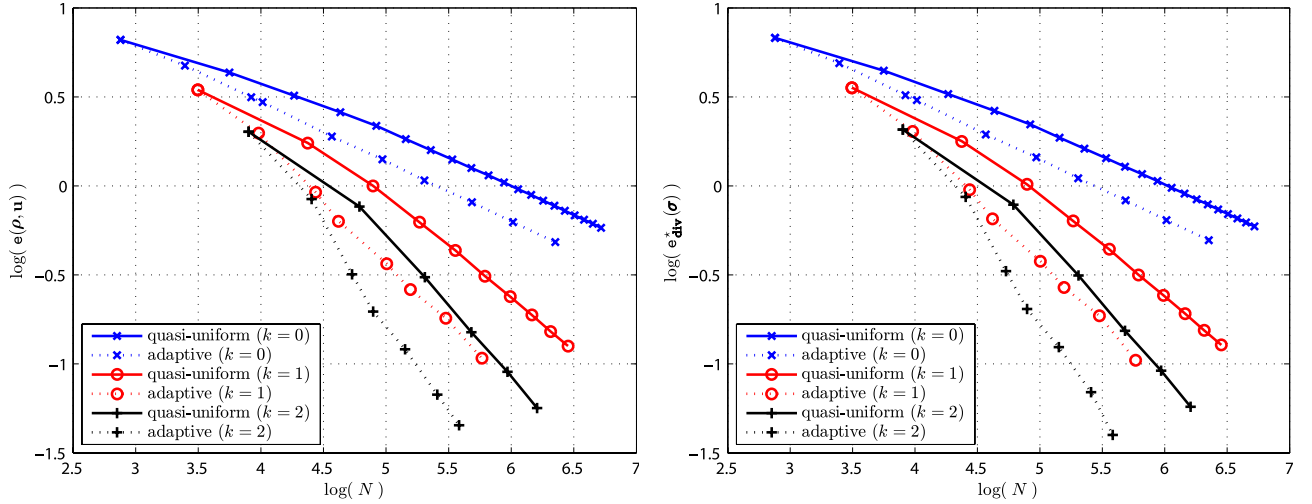 1
0.5
0
−0.5
−1
−1.5
log( e(ρ, u) )
2.5 3 3.5 4 4.5 5 5.5 6 6.5 7
log( N )
quasi-uniform (k = 0)
adaptive (k = 0)
quasi-uniform (k = 1)
adaptive (k = 1)
quasi-uniform (k = 2)
adaptive (k = 2)
1
0.5
0
−0.5
−1
−1.5
log( e⋆div(σ) )
2.5 3 3.5 4 4.5 5 5.5 6 6.5 7
log( N )
quasi-uniform (k = 0)
adaptive (k = 0)
quasi-uniform (k = 1)
adaptive (k = 1)
quasi-uniform (k = 2)
adaptive (k = 2)